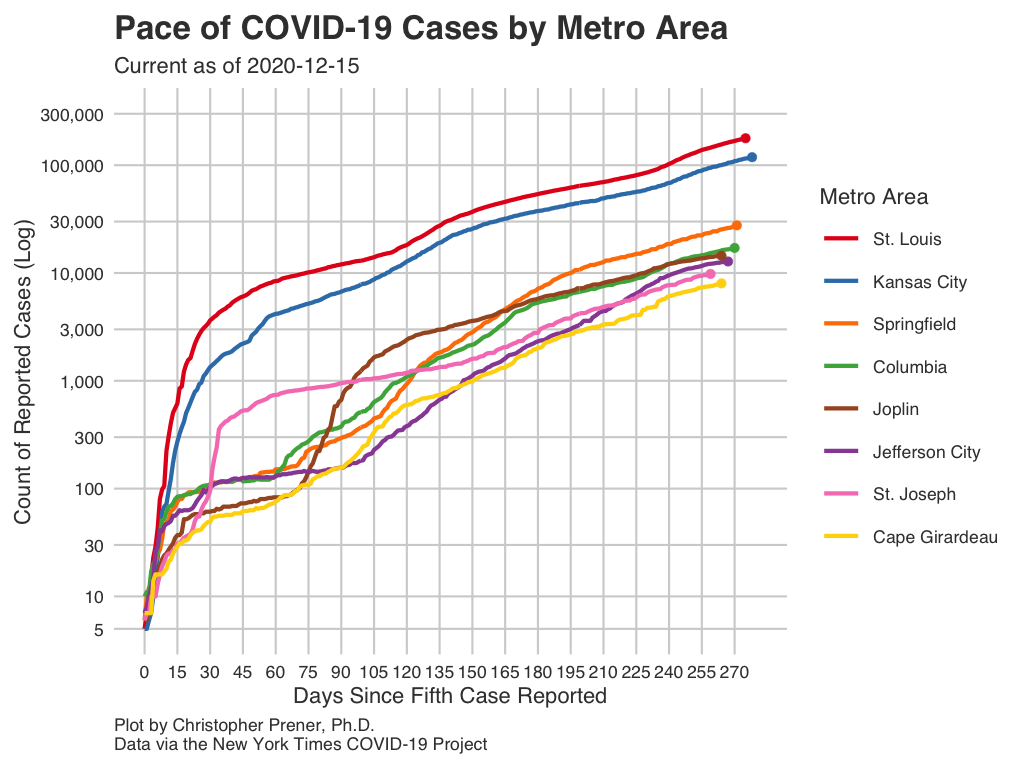 Pace of COVID-19 Cases by Metro Area
Current as of 2020-12-15
Count of Reported Cases (Log)
300,000
100,000
30,000
10,000
3,000
1,000
300
100
30
10
5
0 15 30 45 60 75 90 105 120 135 150 165 180 195 210 225 240 255 270
Days Since Fifth Case Reported
Metro Area
St. Louis
Kansas City
Springfield
Columbia
Joplin
Jefferson City
St. Joseph
Cape Girardeau
Plot by Christopher Prener, Ph.D.
Data via the New York Times COVID-19 Project